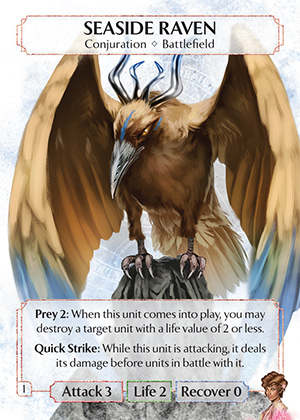 SEASIDE RAVEN
Conjuration ⟡ Battlefield
Prey 2: When this unit comes into play, you may
destroy a target unit with a life value of 2 or less.
Quick Strike: While this unit is attacking, it deals
its damage before units in battle with it.
1
Attack 3
Life 2
Recover 0